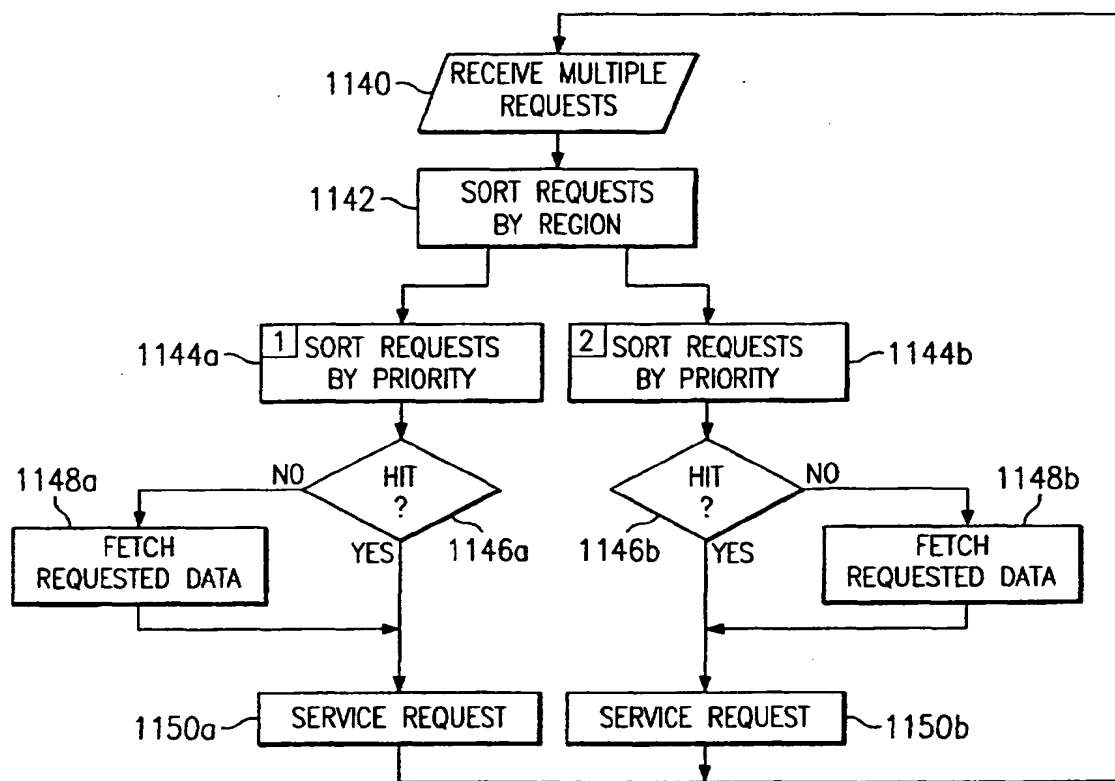 1140
RECEIVE MULTIPLE
REQUESTS
1142
SORT REQUESTS
BY REGION
1144a
1
SORT REQUESTS
BY PRIORITY
2
SORT REQUESTS
BY PRIORITY
1144b
1148a
NO
HIT
?
YES
1146a
FETCH
REQUESTED DATA
HIT
?
NO
YES
1146b
1148b
FETCH
REQUESTED DATA
1150a
SERVICE REQUEST
SERVICE REQUEST
1150b